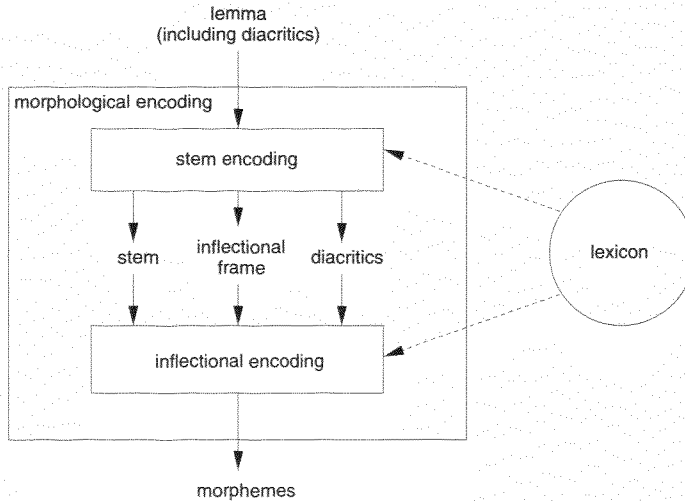 lemma
(including diacritics)
morphological encoding
stem encoding
stem
inflectional
frame
diacritics
lexicon
inflectional encoding
morphemes